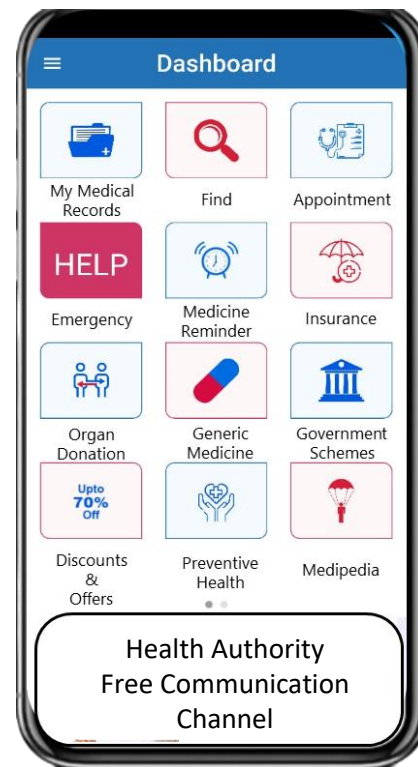 Dashboard
My Medical
Records
Find
Appointment
HELP
Emergency
Medicine
Reminder
Insurance
Organ
Donation
Generic
Medicine
Government
Schemes
Upto
70%
Off
Discounts
&
Offers
Preventive
Health
Medipedia
Health Authority
Free Communication
Channel